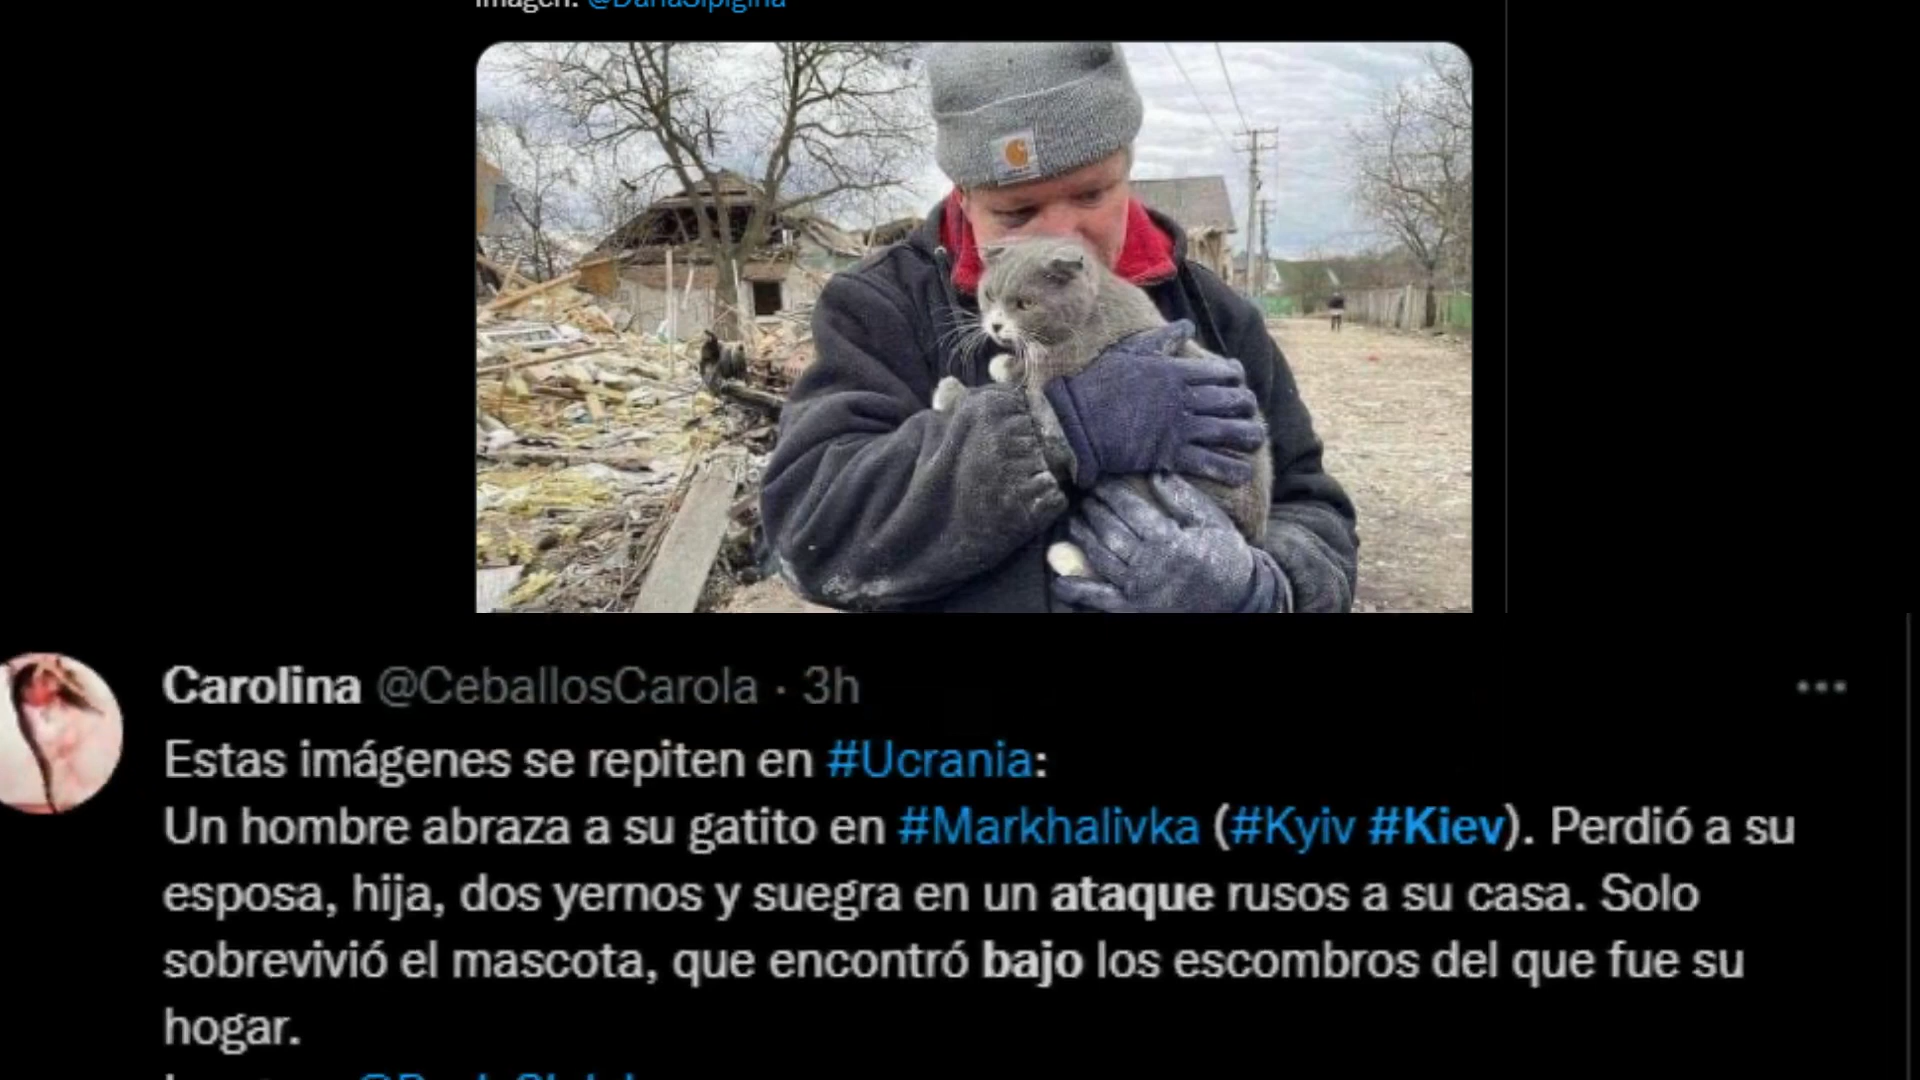 Imagen: @DariaSipigina
Carolina @CeballosCarola · 3h
Estas imágenes se repiten en #Ucrania:
Un hombre abraza a su gatito en #Markhalivka (#Kyiv #Kiev). Perdió a su
esposa, hija, dos yernos y suegra en un ataque rusos a su casa. Solo
sobrevivió el mascota, que encontró bajo los escombros del que fue su
hogar.